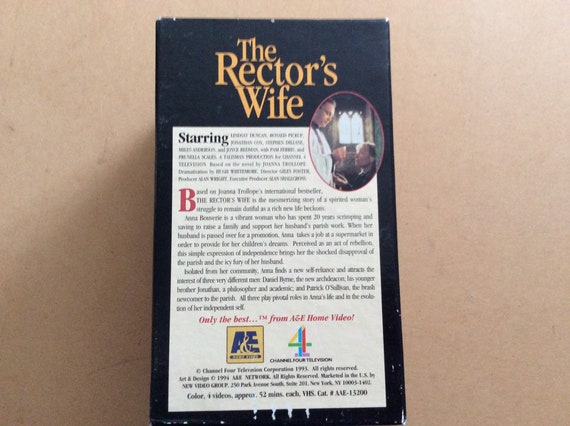 The
Rector's
Wife
Starring LINDSAY DUNCAN, RONALD PICKUP,
JONATHAN COY, STEPHEN DILLANE,
MILES ANDERSON, and JOYCE REDMAN, with PAM FERRIS, and
PRUNELLA SCALES. A TALISMAN PRODUCTION for CHANNEL 4
TELEVISION. Based on the novel by JOANNA TROLLOPE
Dramatization by HUGH WHITEMORE. Director GILES FOSTER,
Producer ALAN WRIGHT, Executive Producer ALAN SHALLCROSS.
Based on Joanna Trollope's international bestseller,
THE RECTOR'S WIFE is the mesmerizing story of a spirited woman's
struggle to remain dutiful as a rich new life beckons.
Anna Bouverie is a vibrant woman who has spent 20 years scrimping and
saving to raise a family and support her husband's parish work. When her
husband is passed over for a promotion, Anna takes a job at a supermarket in
order to provide for her children's dreams. Perceived as an act of rebellion,
this simple expression of independence brings her the shocked disapproval of
the parish and the icy fury of her husband.
Isolated from her community, Anna finds a new self-reliance and attracts the
interest of three very different men: Daniel Byrne, the new archdeacon; his younger
brother Jonathan, a philosopher and academic; and Patrick O'Sullivan, the brash
newcomer to the parish. All three play pivotal roles in Anna's life and in the evolu-
tion of her independent self.
Only the best...™ from A&E Home Video!
A&E
HOME VIDEO
4
CHANNEL FOUR TELEVISION
© Channel Four Television Corporation 1993. All rights reserved.
Art & Design © 1994 A&E NETWORK. All Rights Reserved. Marketed in the U.S. by
NEW VIDEO GROUP, 250 Park Avenue South, Suite 201, New York, NY 10003-1402.
Color, 4 videos, approx. 52 mins. each, VHS. Cat. # AAE-15200